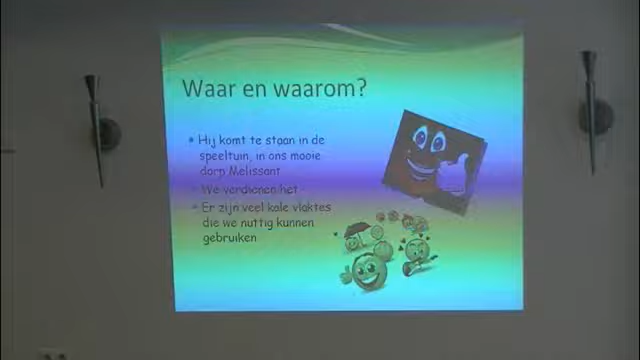 Waar en waarom?
Hij komt te staan in de
speeltuin, in ons mooie
dorp Melissant
We verdienen het
Er zijn veel kale vlaktes
die we nuttig kunnen
gebruiken